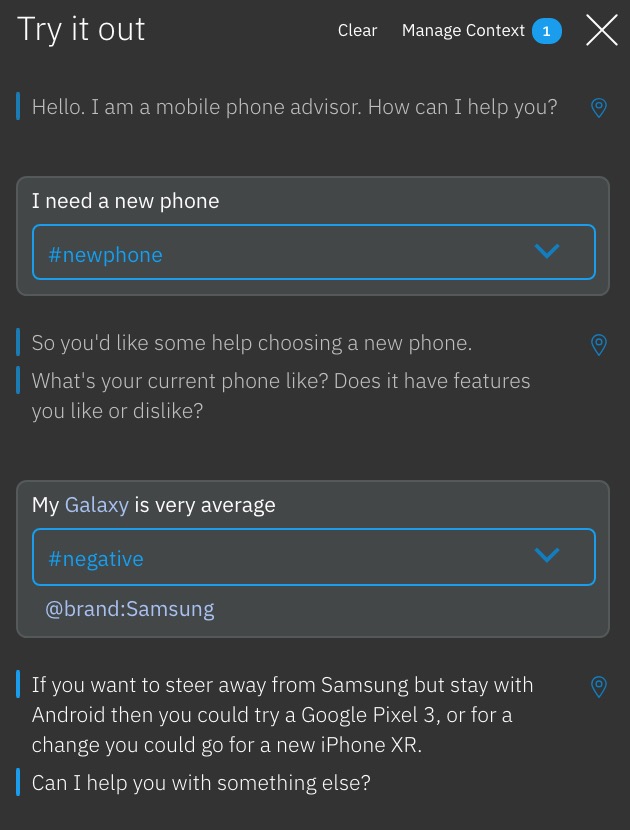 Try it out
Clear
Manage Context
1
Hello. I am a mobile phone advisor. How can I help you?
I need a new phone
#newphone
So you'd like some help choosing a new phone.
What's your current phone like? Does it have features
you like or dislike?
My Galaxy is very average
#negative
@brand:Samsung
If you want to steer away from Samsung but stay with
Android then you could try a Google Pixel 3, or for a
change you could go for a new iPhone XR.
Can I help you with something else?